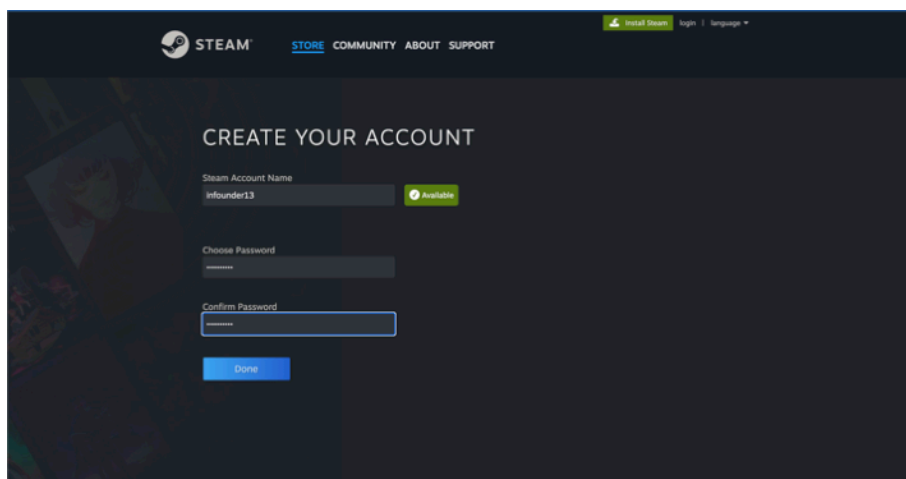 Install Steam login | language
STEAM STORE COMMUNITY ABOUT SUPPORT
CREATE YOUR ACCOUNT
Steam Account Name
infounder13 Available
Choose Password
••••••••••
Confirm Password
••••••••••
Done